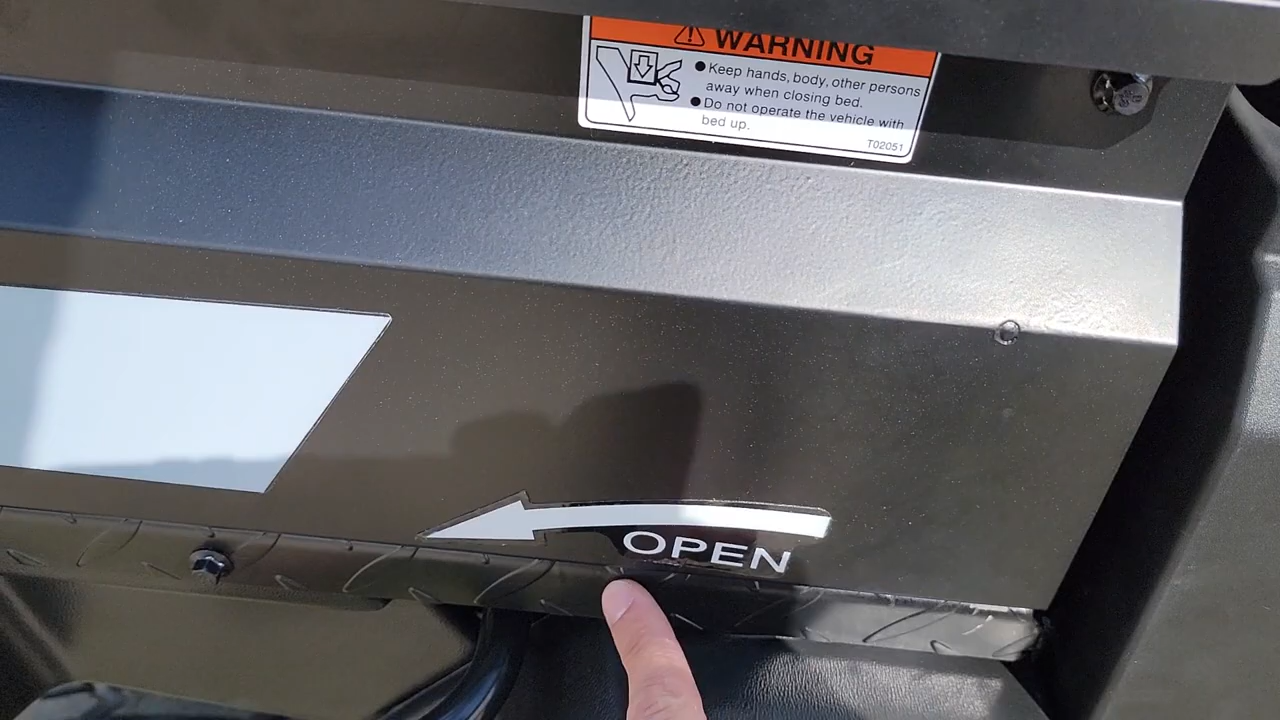 WARNING
● Keep hands, body, other persons
away when closing bed.
● Do not operate the vehicle with
bed up.
T02051
OPEN